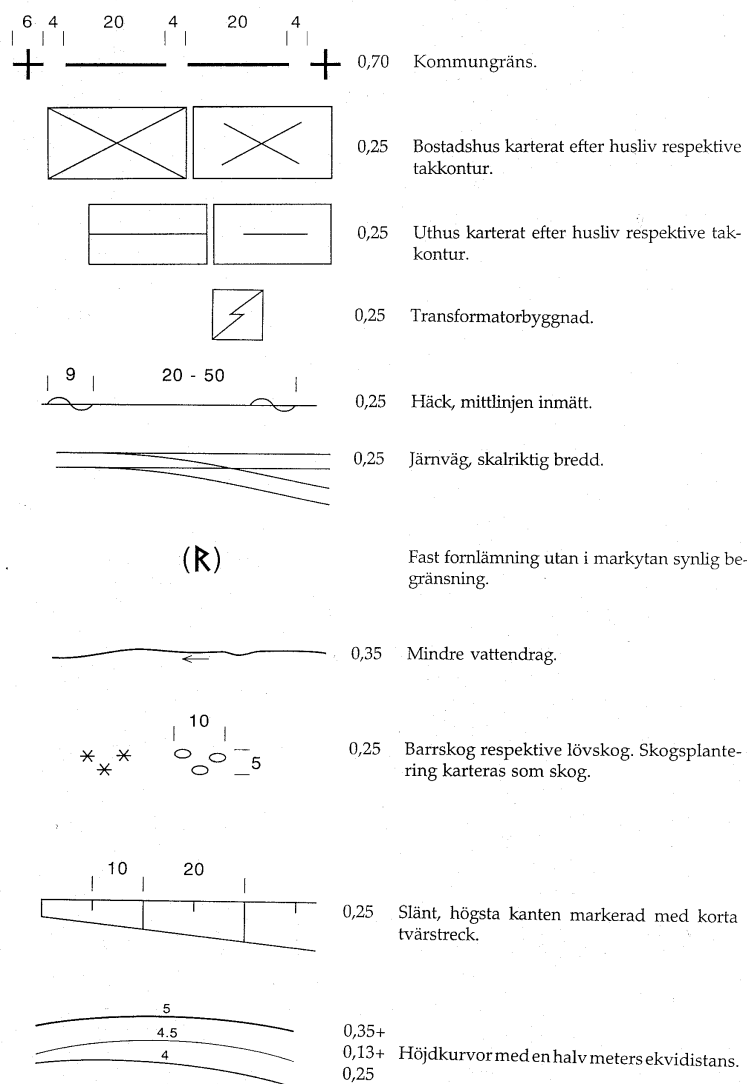 6 4 20 4 20 4
0,70 Kommungräns.
0,25 Bostadshus karterat efter husliv respektive
takkontur.
0,25 Uthus karterat efter husliv respektive tak-
kontur.
0,25 Transformatorbyggnad.
9 20 - 50
0,25 Häck, mittlinjen inmätt.
0,25 Järnväg, skalriktig bredd.
(R) Fast fornlämning utan i markytan synlig be-
gränsning.
0,35 Mindre vattendrag.
10
5
0,25 Barrskog respektive lövskog. Skogsplante-
ring karteras som skog.
10 20
0,25 Slänt, högsta kanten markerad med korta
tvärstreck.
5
4.5
4
0,35+
0,13+ Höjdkurvor med en halv meters ekvidistans.
0,25